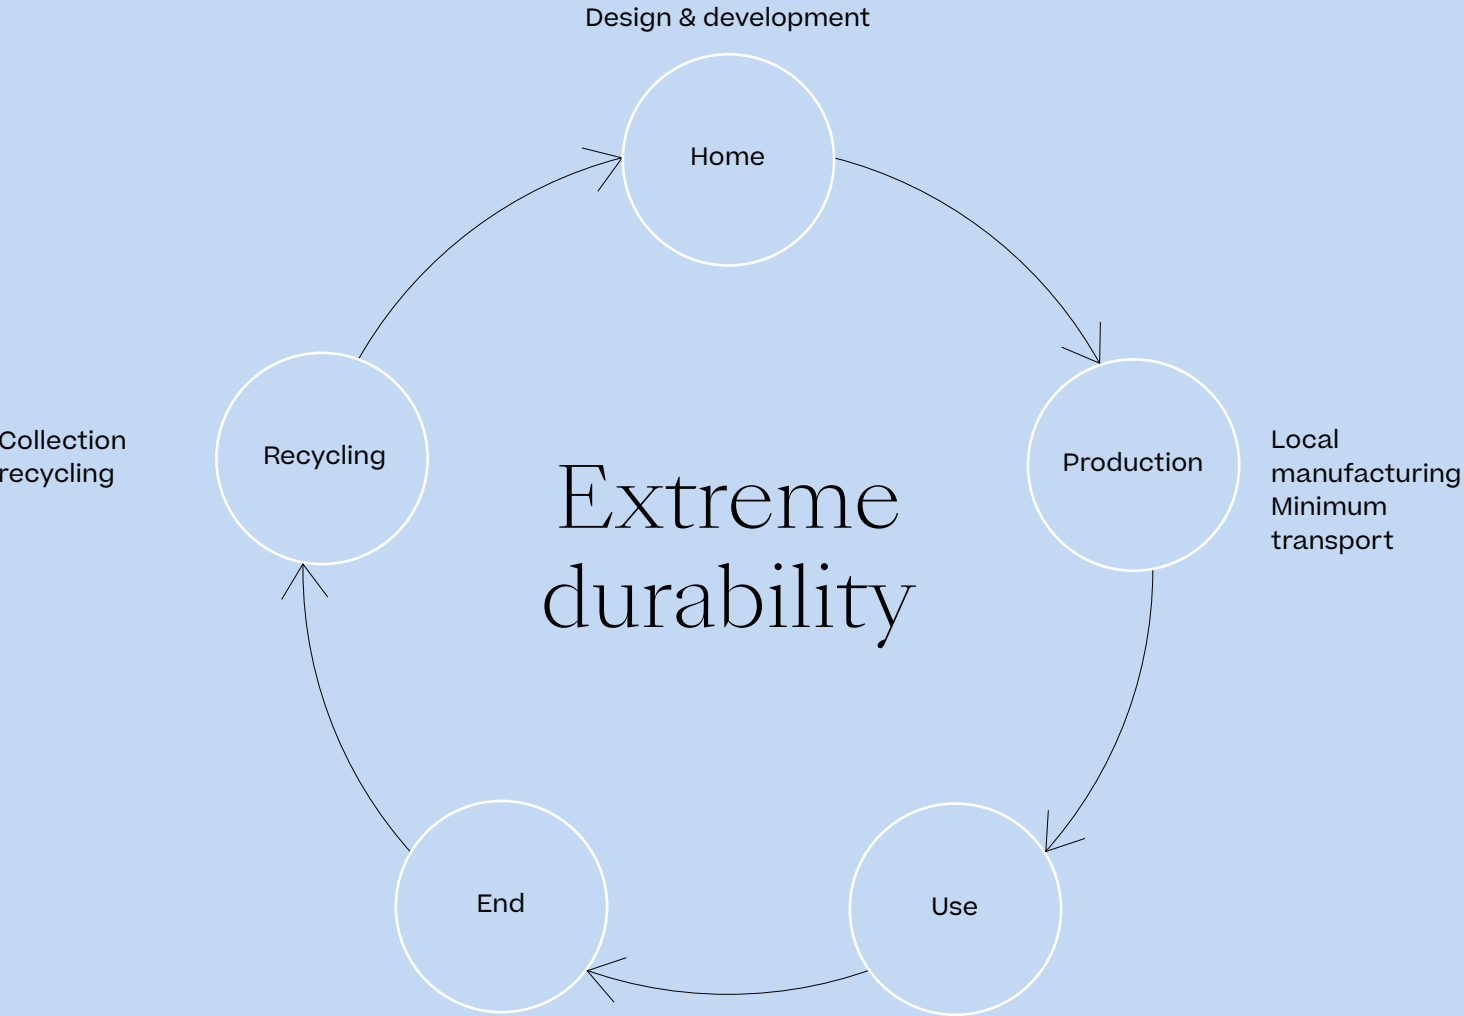 Design & development
Home
Production
Local
manufacturing
Minimum
transport
Use
End
Recycling
Collection
recycling
Extreme
durability